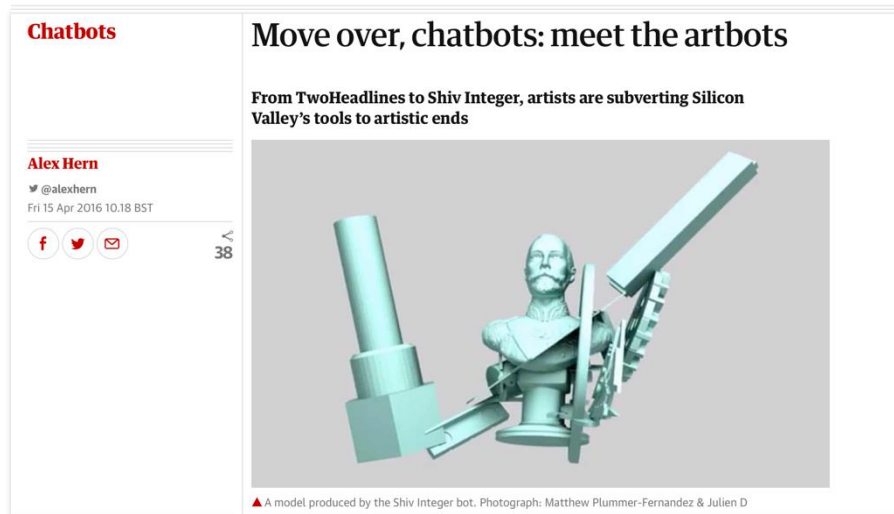 Chatbots
Move over, chatbots: meet the artbots
From TwoHeadlines to Shiv Integer, artists are subverting Silicon
Valley's tools to artistic ends
Alex Hern
@alexhern
Fri 15 Apr 2016 10.18 BST
38
A model produced by the Shiv Integer bot. Photograph: Matthew Plummer-Fernandez & Julien D